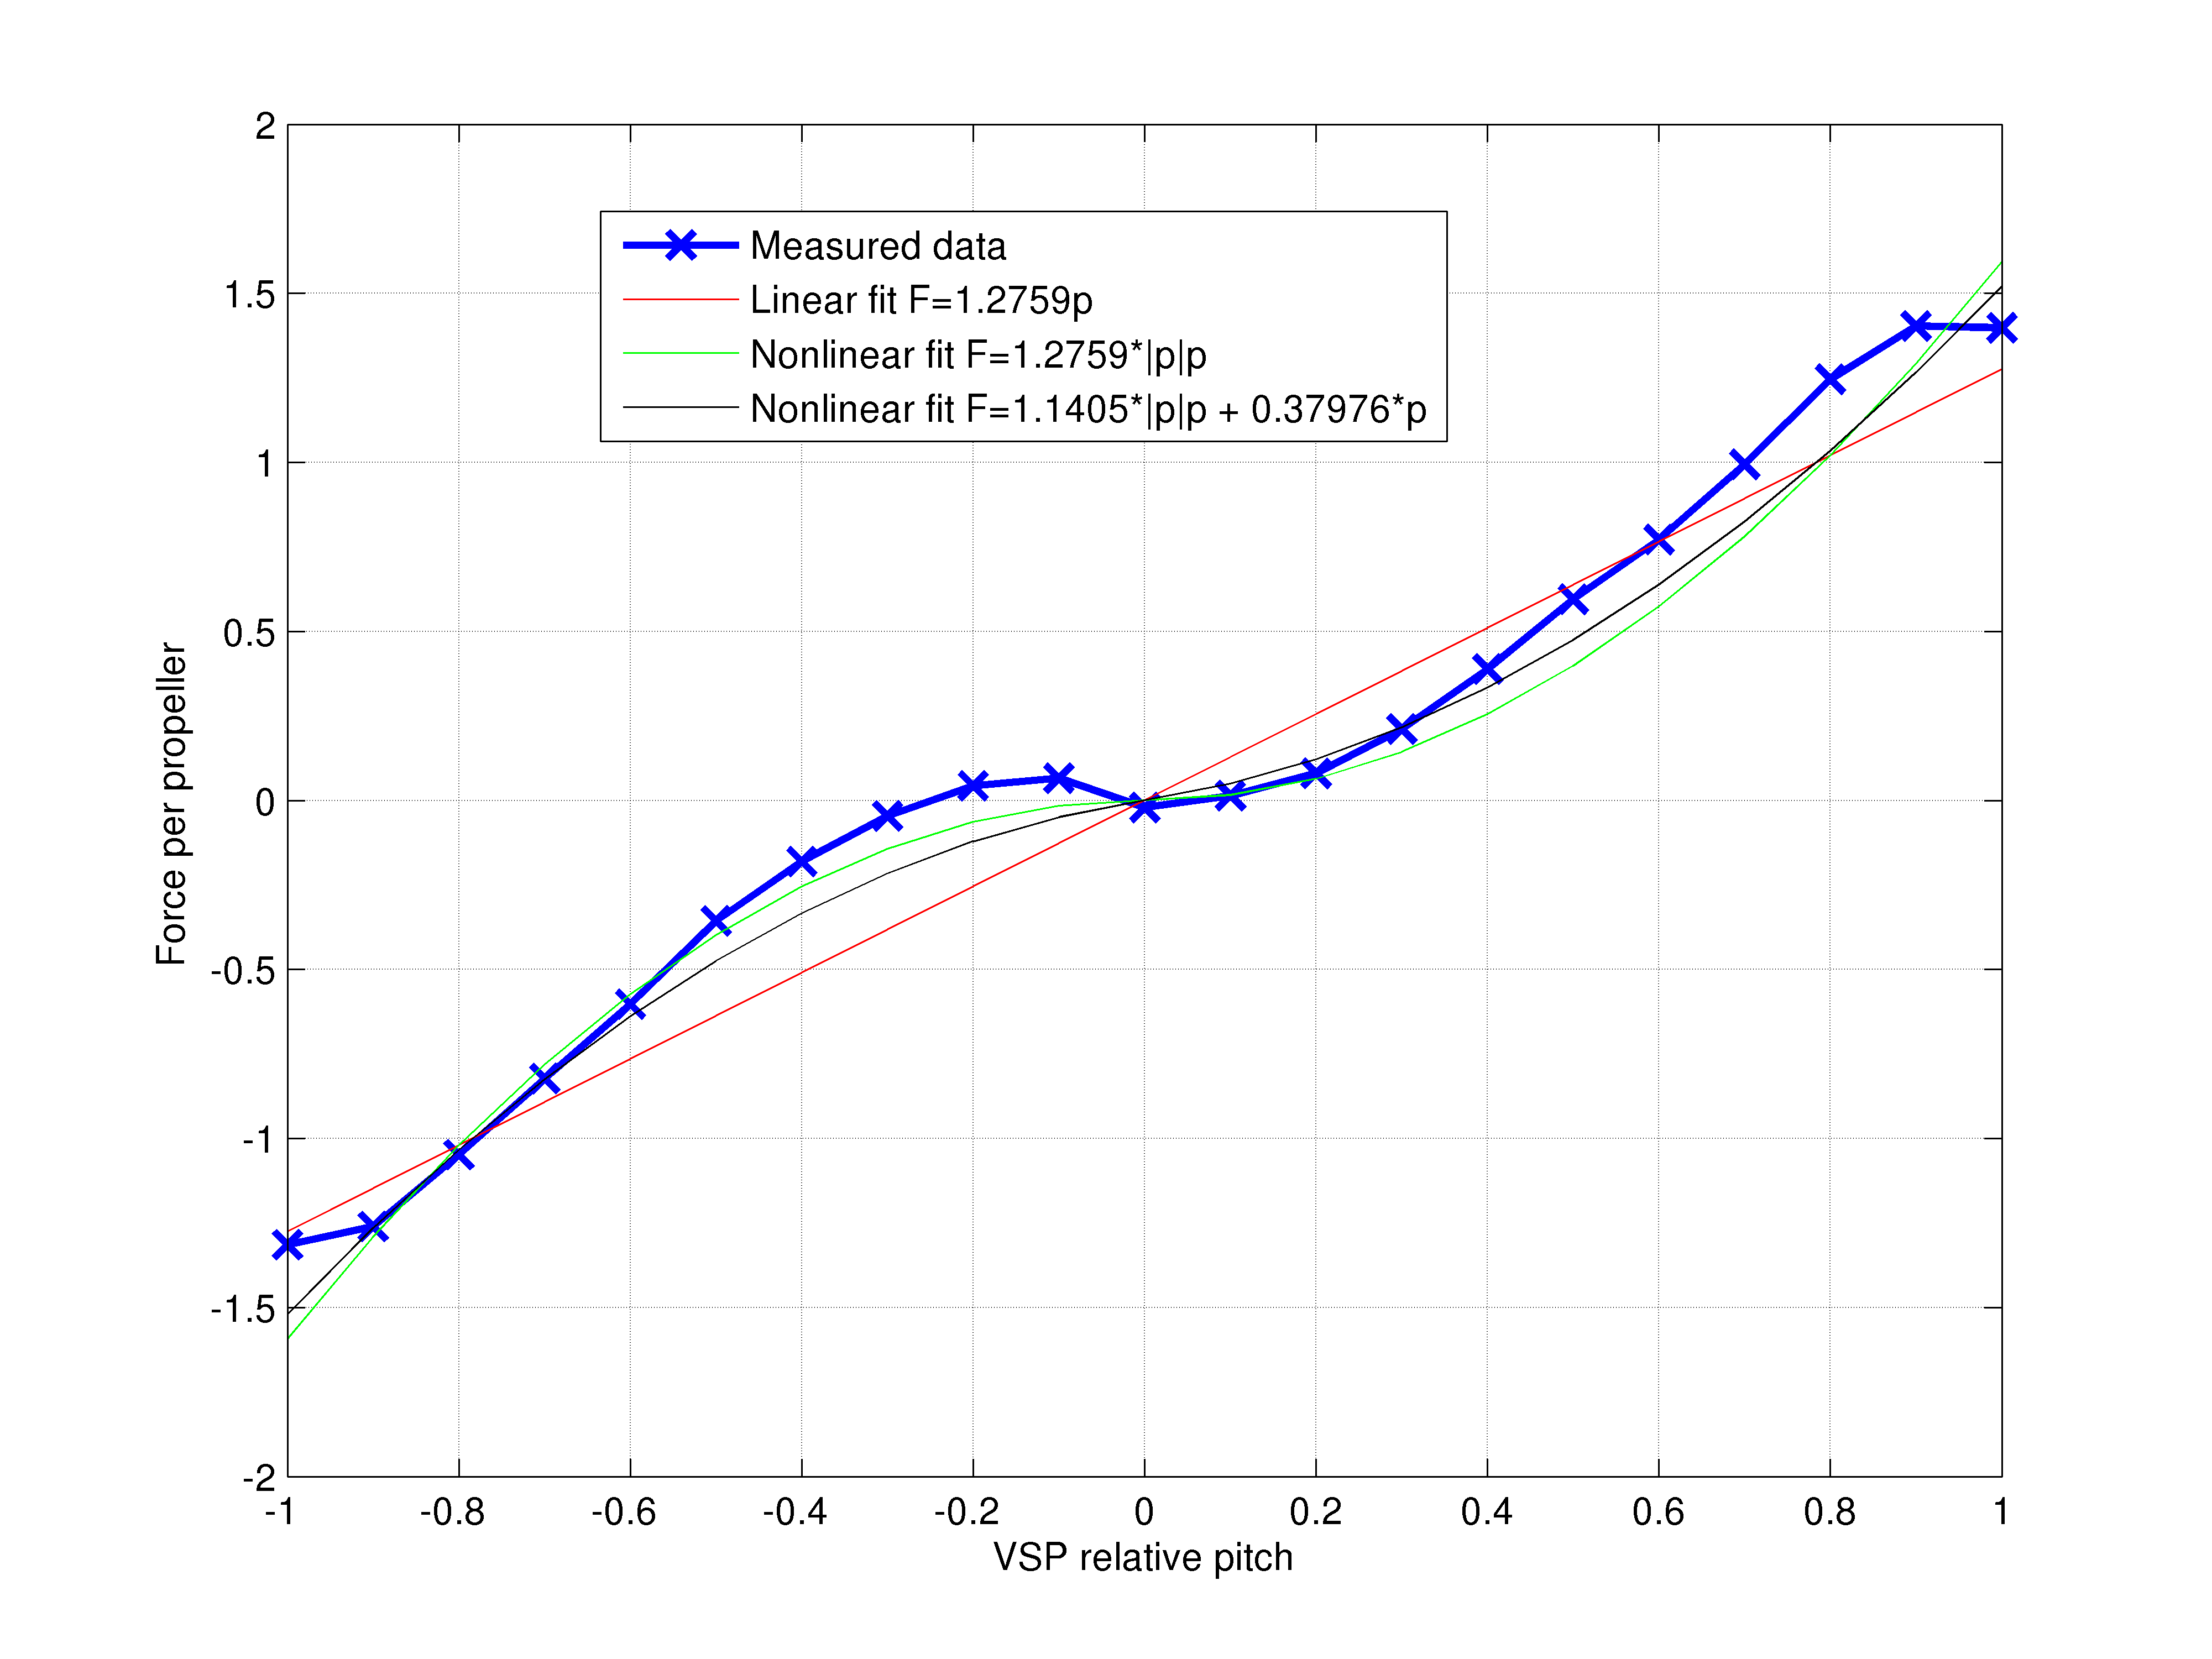 2
1.5
1
0.5
0
-0.5
-1
-1.5
-2
Force per propeller
Measured data
Linear fit F=1.2759p
Nonlinear fit F=1.2759*|p|p
Nonlinear fit F=1.1405*|p|p + 0.37976*p
-1 -0.8 -0.6 -0.4 -0.2 0 0.2 0.4 0.6 0.8 1
VSP relative pitch